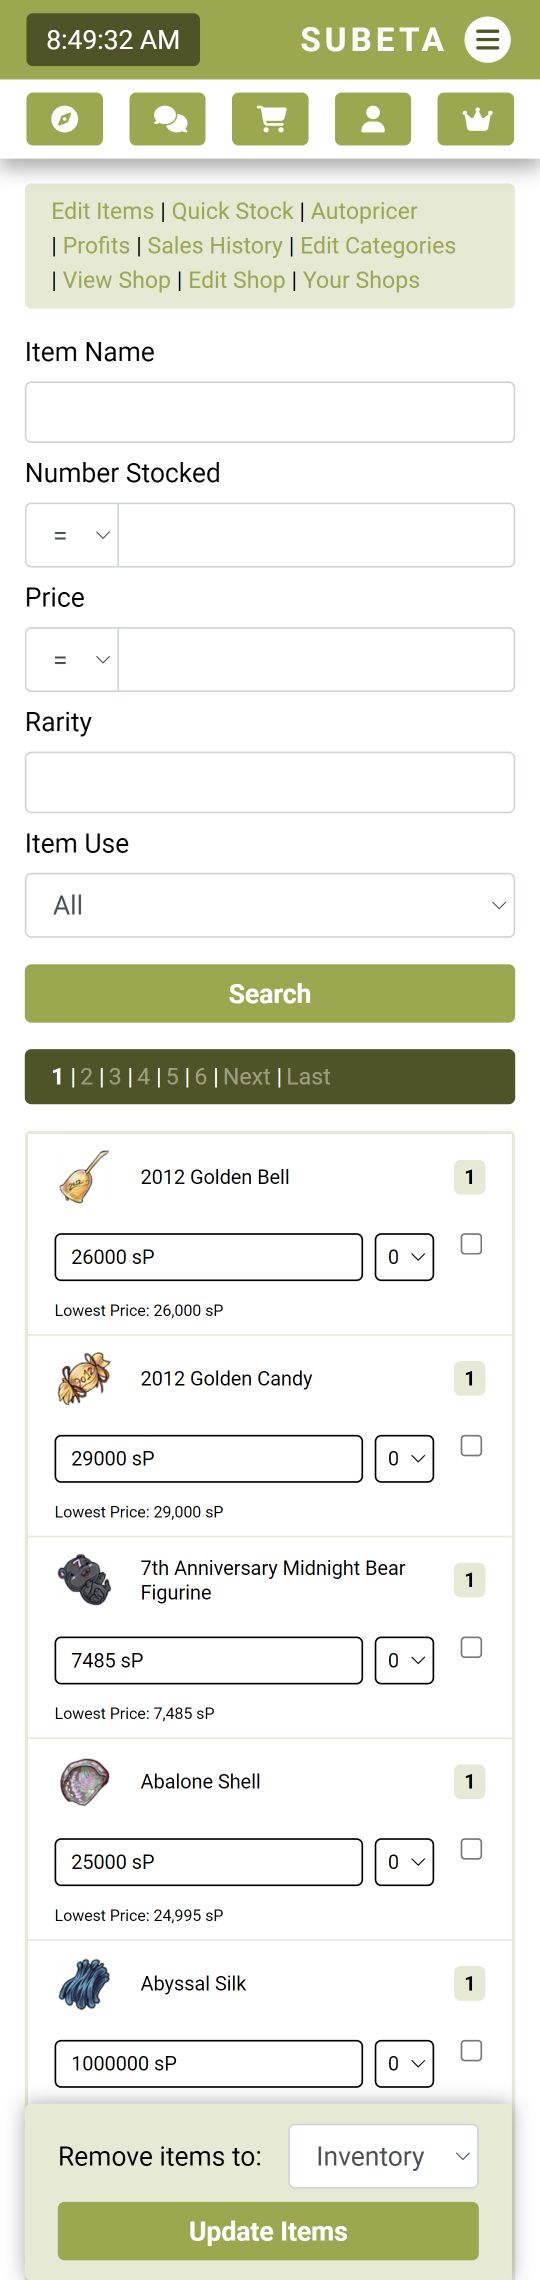 8:49:32 AM
SUBETA
Edit Items | Quick Stock | Autopricer
| Profits | Sales History | Edit Categories
| View Shop | Edit Shop | Your Shops
Item Name
Number Stocked
=
Price
=
Rarity
Item Use
All
Search
1 | 2 | 3 | 4 | 5 | 6 | Next | Last
2012 Golden Bell 1
26000 sP 0
Lowest Price: 26,000 sP
2012 Golden Candy 1
29000 sP 0
Lowest Price: 29,000 sP
7th Anniversary Midnight Bear
Figurine
1
7485 sP 0
Lowest Price: 7,485 sP
Abalone Shell 1
25000 sP 0
Lowest Price: 24,995 sP
Abyssal Silk 1
1000000 sP 0
Remove items to: Inventory
Update Items